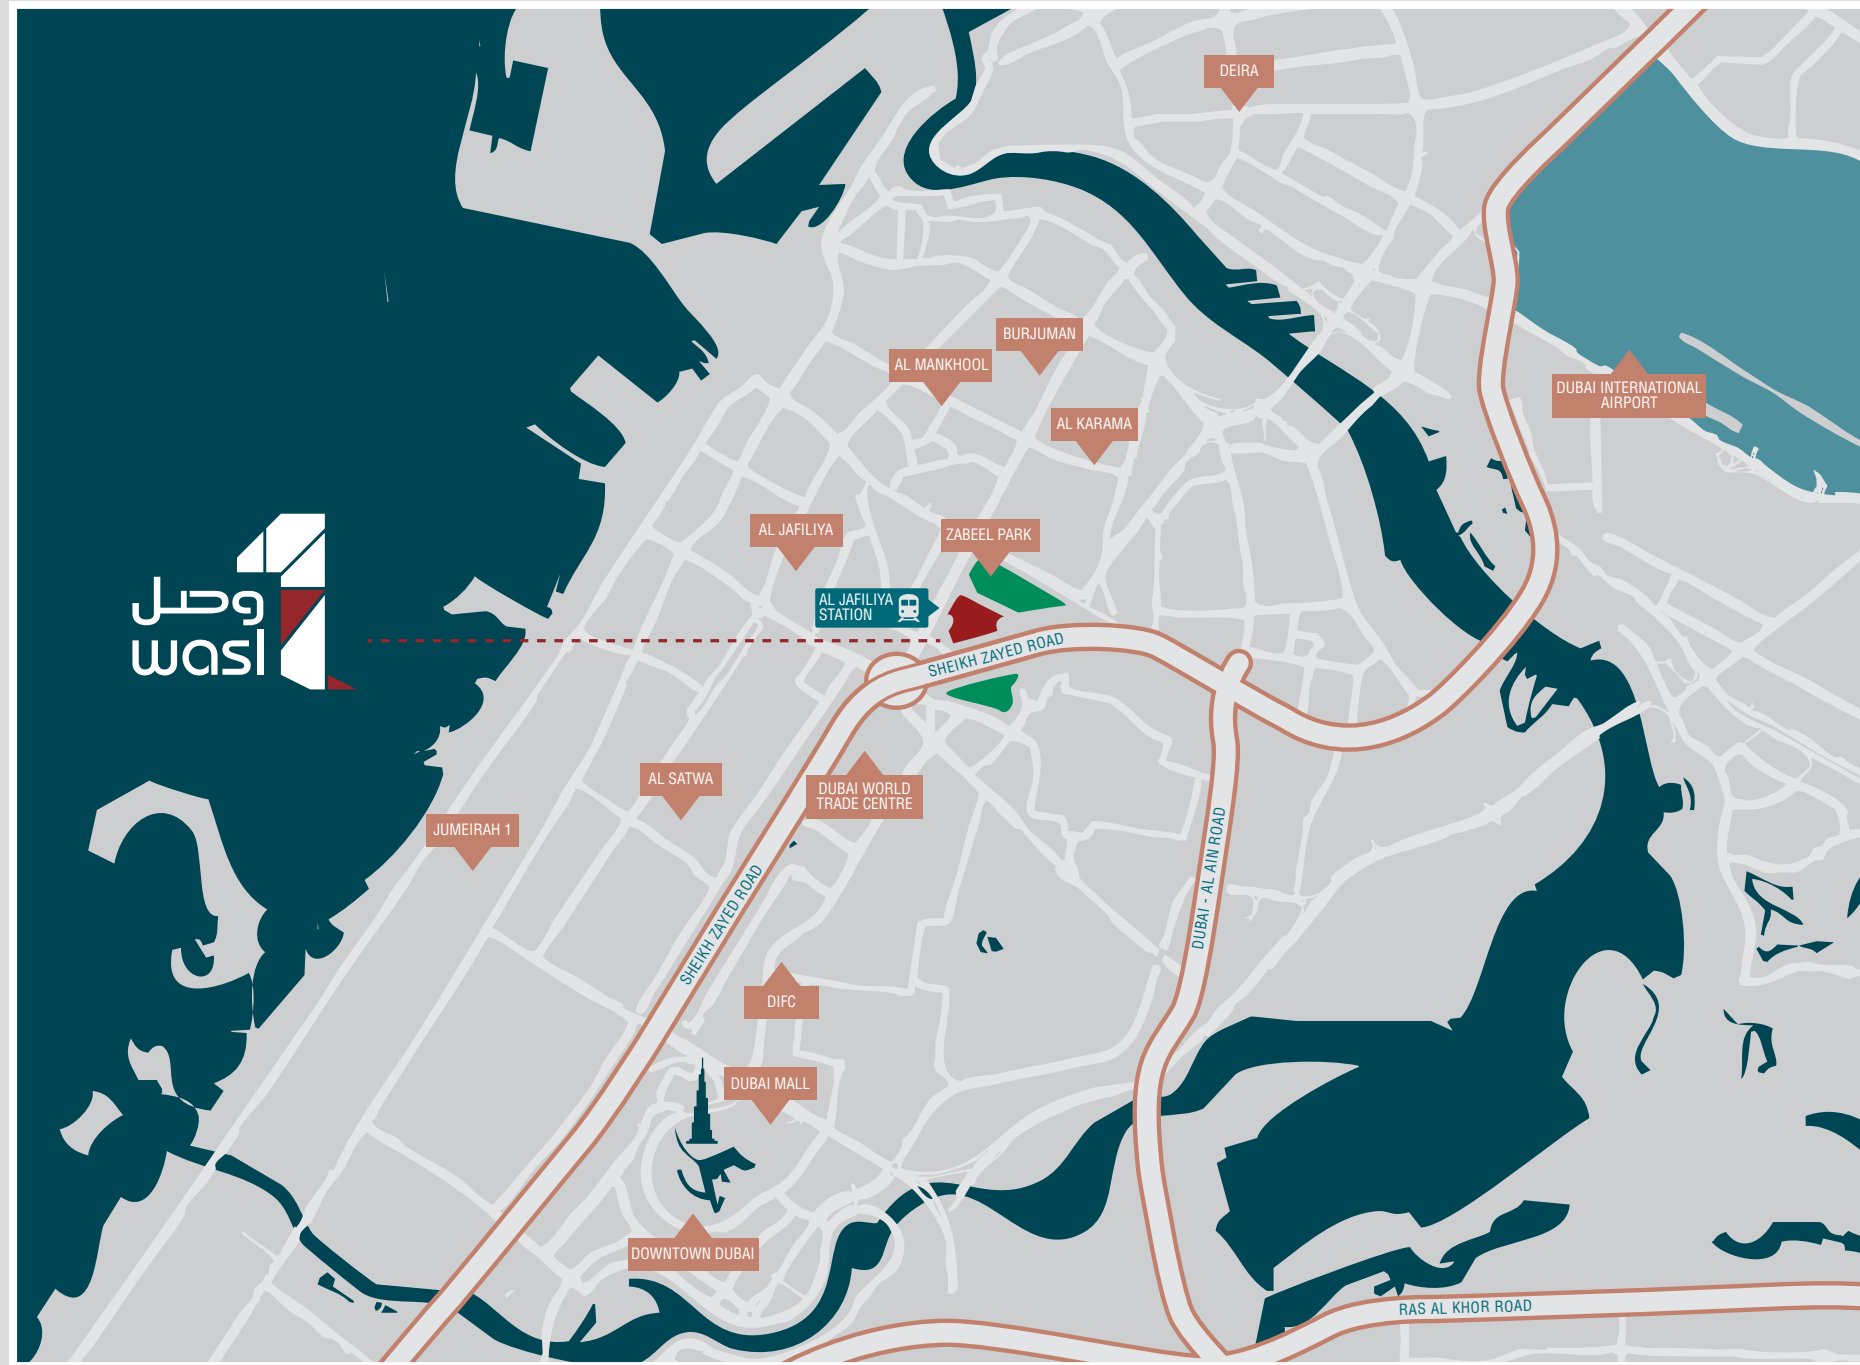 DEIRA
BURJUMAN
AL MANKHOOL
DUBAI INTERNATIONAL
AIRPORT
AL KARAMA
AL JAFILIYA
ZABEEL PARK
AL JAFILIYA
STATION
وصل
wasl
SHEIKH ZAYED ROAD
AL SATWA
DUBAI WORLD
TRADE CENTRE
JUMEIRAH 1
DUBAI - AL AIN ROAD
SHEIKH ZAYED ROAD
DIFC
DUBAI MALL
DOWNTOWN DUBAI
RAS AL KHOR ROAD